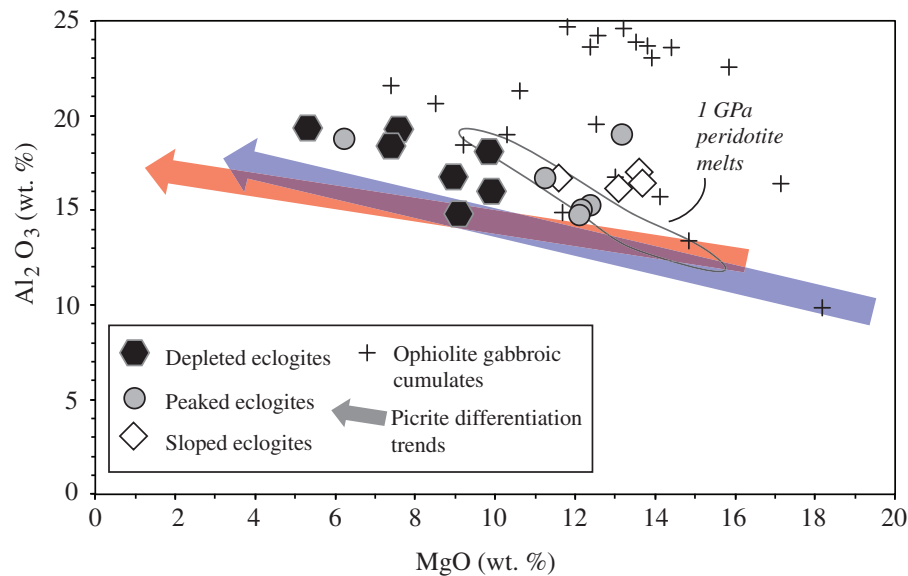 25
20
15
10
5
0
Al2 O3 (wt. %)
1 GPa
peridotite
melts
Depleted eclogites
Peaked eclogites
Sloped eclogites
Ophiolite gabbroic
cumulates
Picrite differentiation
trends
0 2 4 6 8 10 12 14 16 18 20
MgO (wt. %)